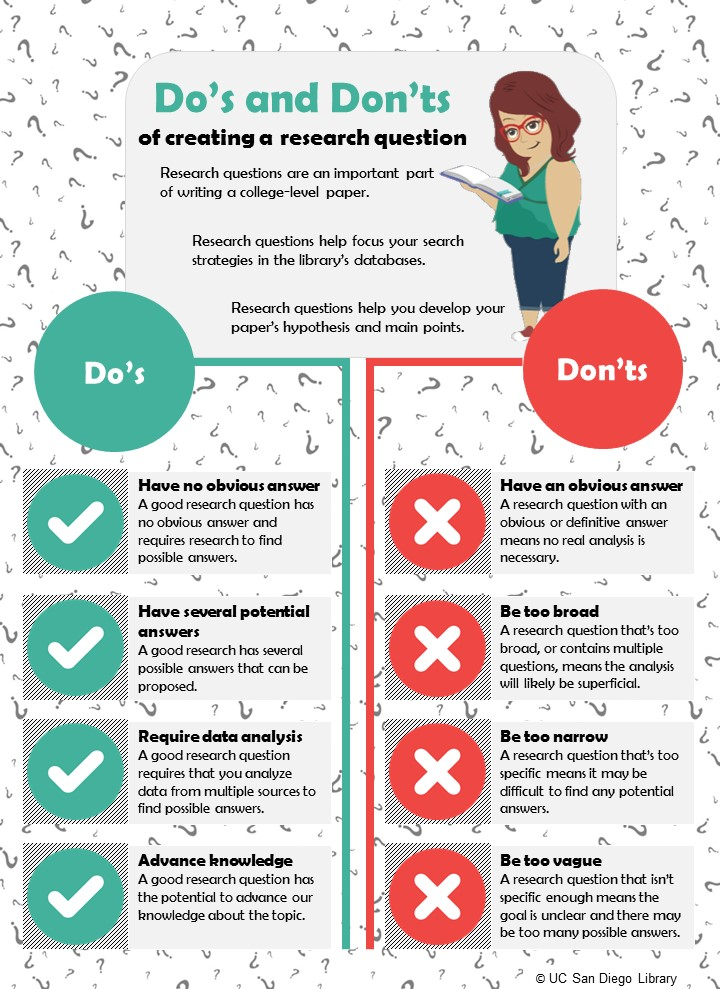 Do's and Don'ts
of creating a research question
Research questions are an important part
of writing a college-level paper.
Research questions help focus your search
strategies in the library's databases.
Research questions help you develop your
paper's hypothesis and main points.
Do's
Don'ts
Have no obvious answer
A good research question has
no obvious answer and
requires research to find
possible answers.
Have several potential
answers
A good research has several
possible answers that can be
proposed.
Require data analysis
A good research question
requires that you analyze
data from multiple sources to
find possible answers.
Advance knowledge
A good research question has
the potential to advance our
knowledge about the topic.
Have an obvious answer
A research question with an
obvious or definitive answer
means no real analysis is
necessary.
Be too broad
A research question that's too
broad, or contains multiple
questions, means the analysis
will likely be superficial.
Be too narrow
A research question that's too
specific means it may be
difficult to find any potential
answers.
Be too vague
A research question that isn't
specific enough means the
goal is unclear and there may
be too many possible answers.
© UC San Diego Library